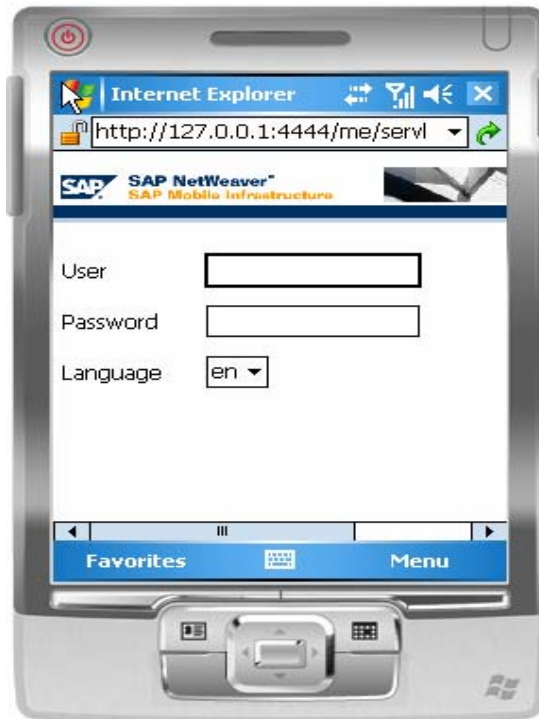 Internet Explorer
http://127.0.0.1:4444/me/servl
SAP SAP NetWeaver™
SAP Mobile Infrastructure
User
Password
Language en
Favorites Menu